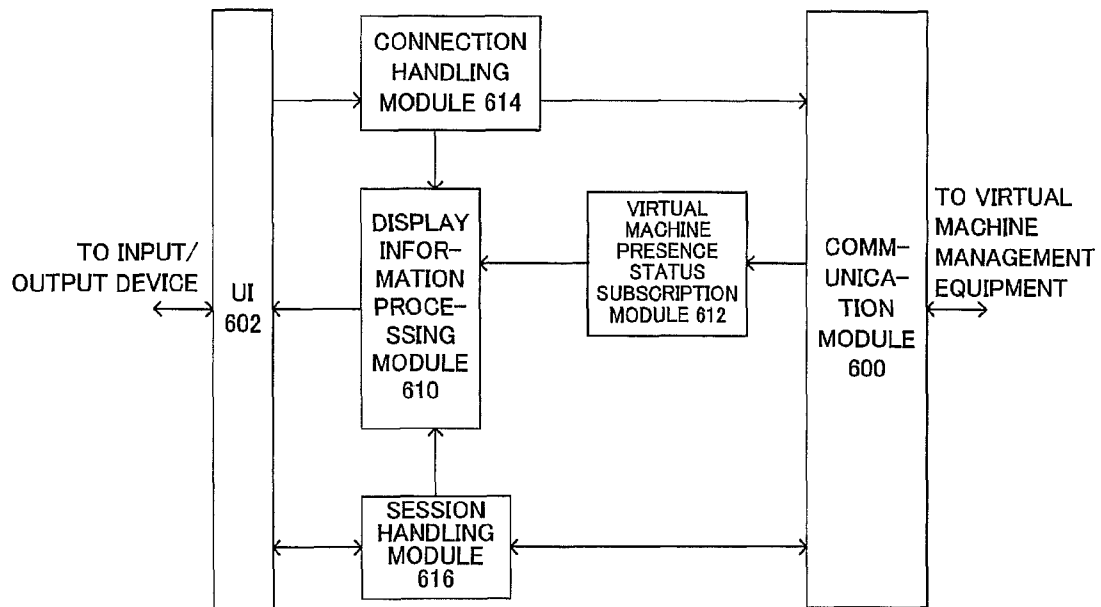 CONNECTION
HANDLING
MODULE 614
TO INPUT/
OUTPUT DEVICE
UI
602
DISPLAY
INFOR-
MATION
PROCE-
SSING
MODULE
610
VIRTUAL
MACHINE
PRESENCE
STATUS
SUBSCRIPTION
MODULE 612
COMM-
UNICA-
TION
MODULE
600
TO VIRTUAL
MACHINE
MANAGEMENT
EQUIPMENT
SESSION
HANDLING
MODULE
616